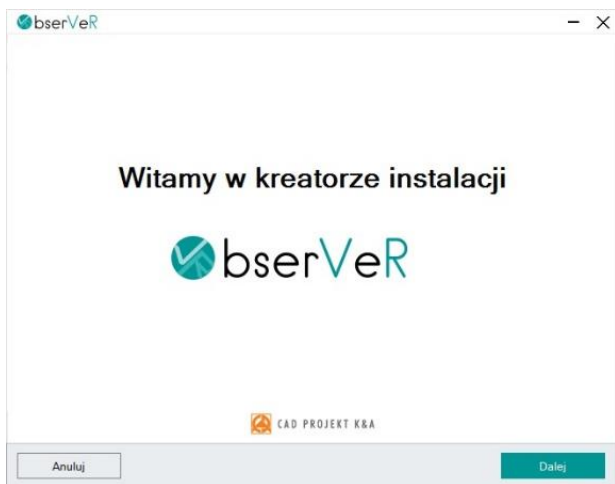 ObserVeR
Witamy w kreatorze instalacji
ObserVeR
CAD PROJEKT K&A
Anuluj
Dalej